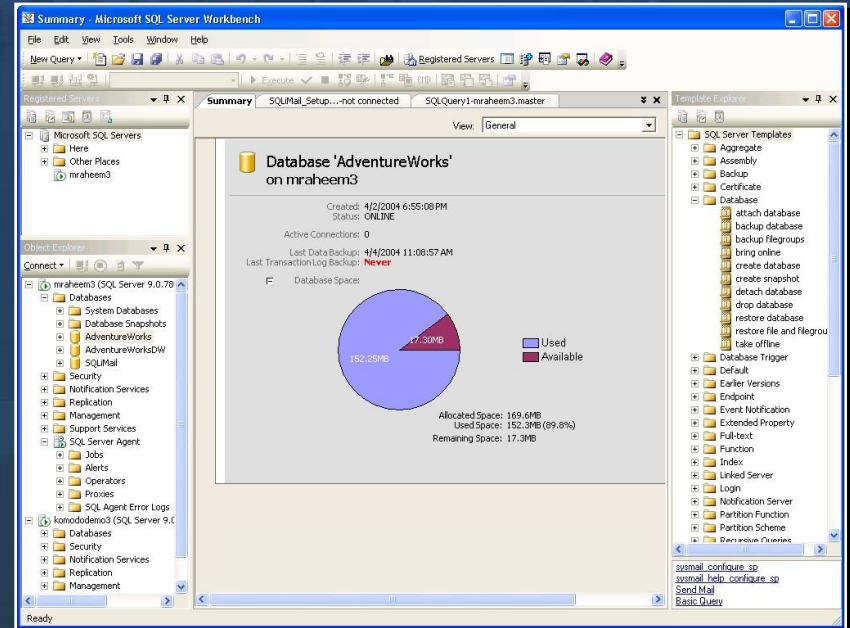 Summary - Microsoft SQL Server Workbench
File Edit View Tools Window Help
New Query Registered Servers
Execute
Registered Servers
Microsoft SQL Servers
Here
Other Places
mraheem3
Object Explorer
Connect
mraheem3 (SQL Server 9.0.78
Databases
System Databases
Database Snapshots
AdventureWorks
AdventureWorksDW
SQLiMail
Security
Notification Services
Replication
Management
Support Services
SQL Server Agent
Jobs
Alerts
Operators
Proxies
SQL Agent Error Logs
komododemo3 (SQL Server 9.0
Databases
Security
Notification Services
Replication
Management
Summary SQLiMail_Setup...-not connected SQLQuery1-mraheem3.master
View: General
Database 'AdventureWorks'
on mraheem3
Created: 4/2/2004 6:55:08 PM
Status: ONLINE
Active Connections: 0
Last Data Backup: 4/4/2004 11:08:57 AM
Last Transaction Log Backup: Never
Database Space:
17.30MB
152.25MB
Used
Available
Allocated Space: 169.6MB
Used Space: 152.3MB (89.8%)
Remaining Space: 17.3MB
Template Explorer
SQL Server Templates
Aggregate
Assembly
Backup
Certificate
Database
attach database
backup database
backup filegroups
bring online
create database
create snapshot
detach database
drop database
restore database
restore file and filegrou
take offline
Database Trigger
Default
Earlier Versions
Endpoint
Event Notification
Extended Property
Full-text
Function
Index
Linked Server
Login
Notification Server
Partition Function
Partition Scheme
Recursive Queries
sysmail_configure_sp
sysmail_help_configure_sp
Send Mail
Basic Query
Ready